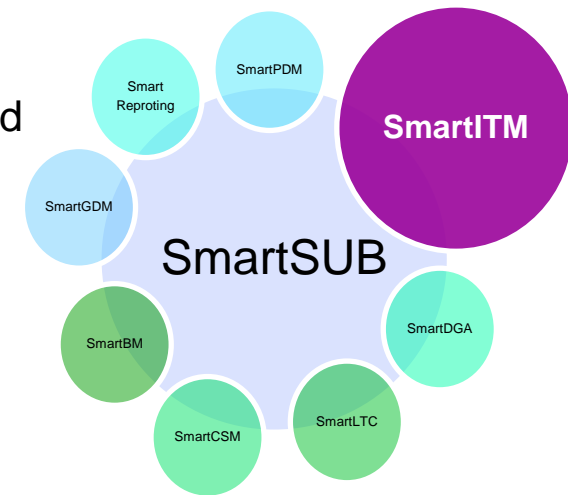 SmartPDM
Smart
Reproting
d
SmartITM
SmartGDM
SmartSUB
SmartDGA
SmartBM
SmartLTC
SmartCSM